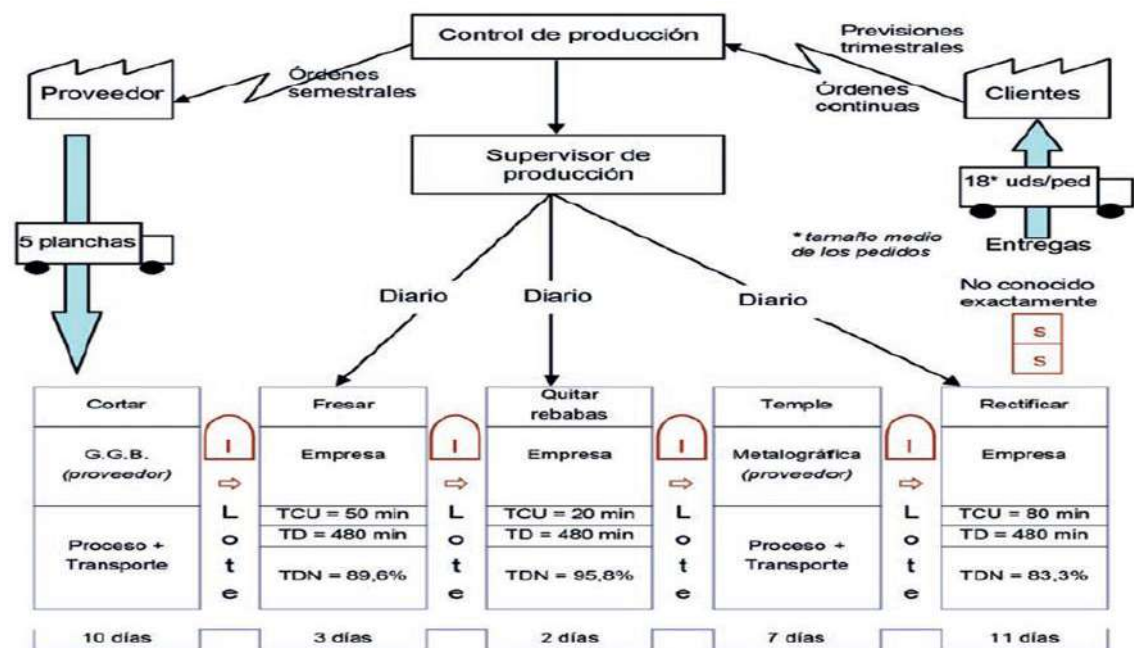 Control de producción
Previsiones
trimestrales
Órdenes
semestrales
Órdenes
continuas
Proveedor
Clientes
Supervisor de
producción
18* uds/ped
5 planchas
* tamaño medio
de los pedidos
Entregas
No conocido
exactamente
S
S
Diario
Diario
Diario
Cortar
Fresar
Quitar
rebabas
Temple
Rectificar
I
I
I
I
G.G.B.
(proveedor)
Empresa
Empresa
Metalográfica
(proveedor)
Empresa
Proceso +
Transporte
Lote
TCU = 50 min
TD = 480 min
TDN = 89,6%
Lote
TCU = 20 min
TD = 480 min
TDN = 95,8%
Lote
Proceso +
Transporte
Lote
TCU = 80 min
TD = 480 min
TDN = 83,3%
10 días
3 días
2 días
7 días
11 días